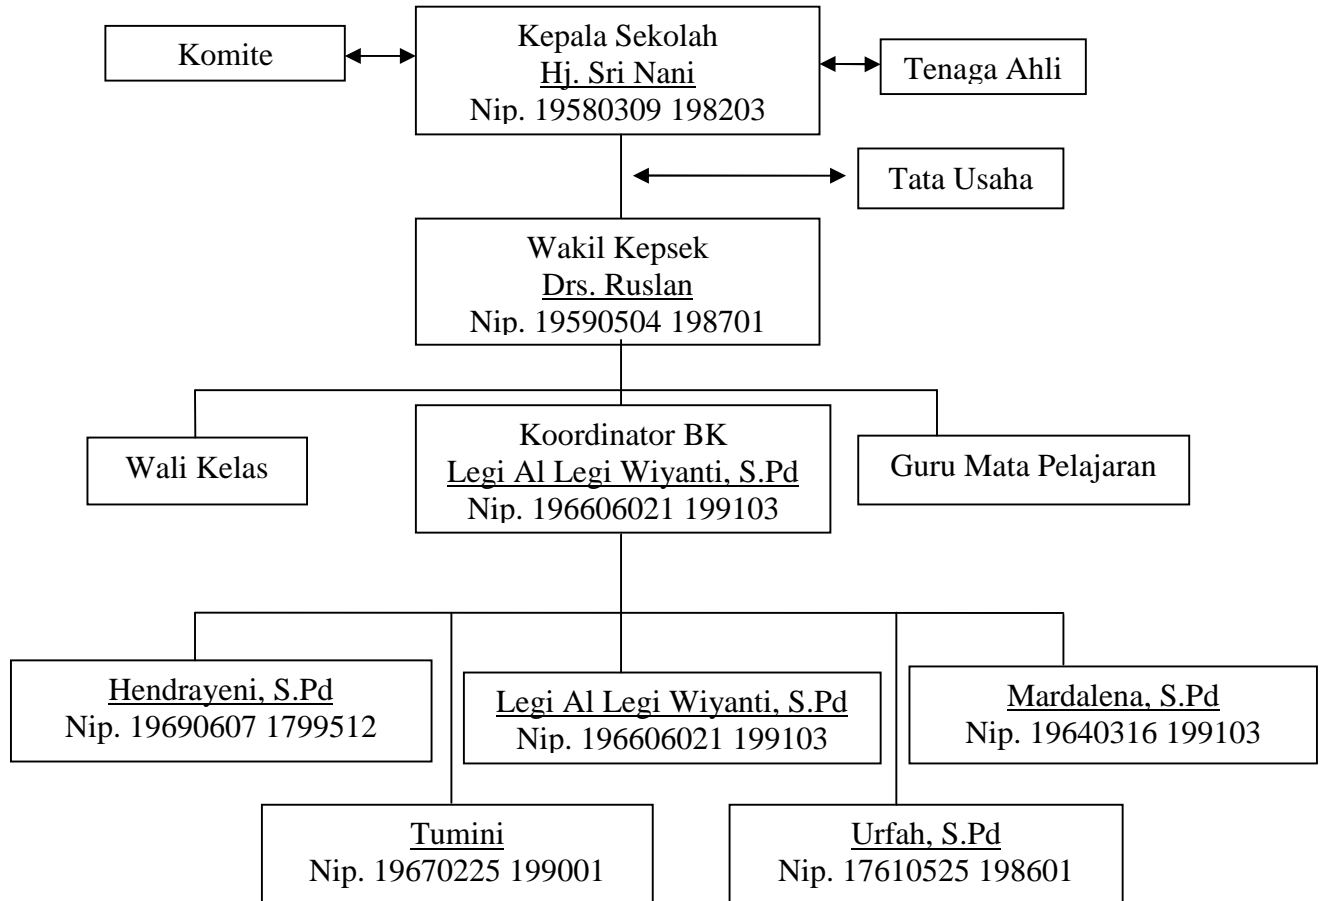 Komite
Kepala Sekolah
Hj. Sri Nani
Nip. 19580309 198203
Tenaga Ahli
Tata Usaha
Wakil Kepsek
Drs. Ruslan
Nip. 19590504 198701
Wali Kelas
Koordinator BK
Legi Al Legi Wiyanti, S.Pd
Nip. 196606021 199103
Guru Mata Pelajaran
Hendrayeni, S.Pd
Nip. 19690607 1799512
Legi Al Legi Wiyanti, S.Pd
Nip. 196606021 199103
Mardalena, S.Pd
Nip. 19640316 199103
Tumini
Nip. 19670225 199001
Urfah, S.Pd
Nip. 17610525 198601